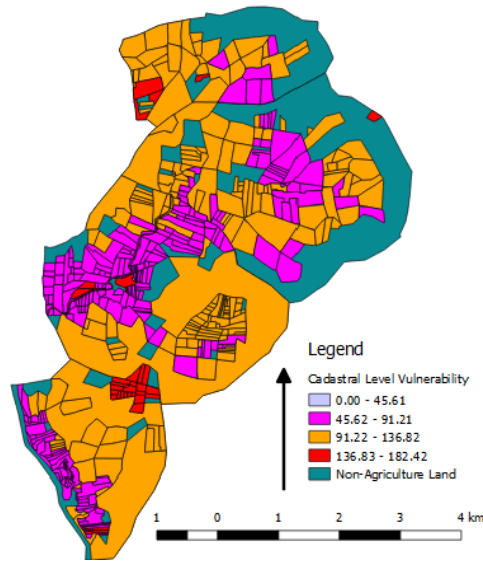 Legend
Cadastral Level Vulnerability
0.00 - 45.61
45.62 - 91.21
91.22 - 136.82
136.83 - 182.42
Non-Agriculture Land
1 0 1 2 3 4 km